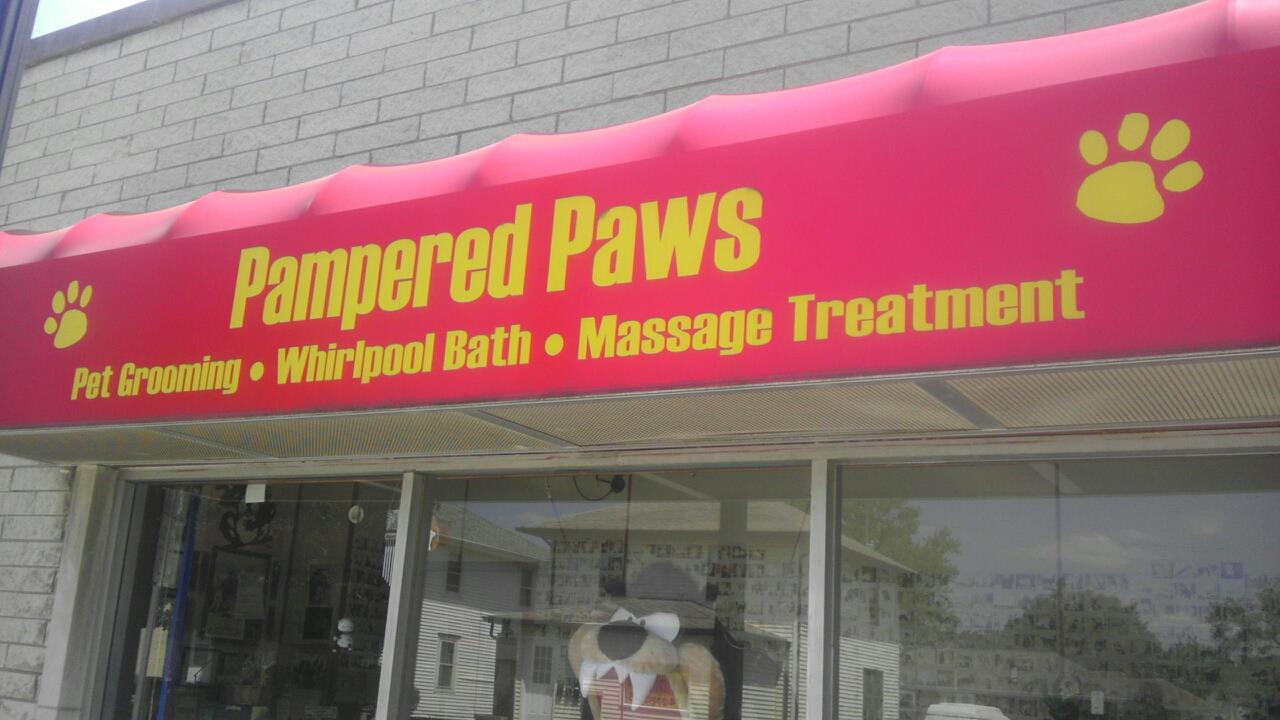 Pampered Paws
Pet Grooming • Whirlpool Bath • Massage Treatment